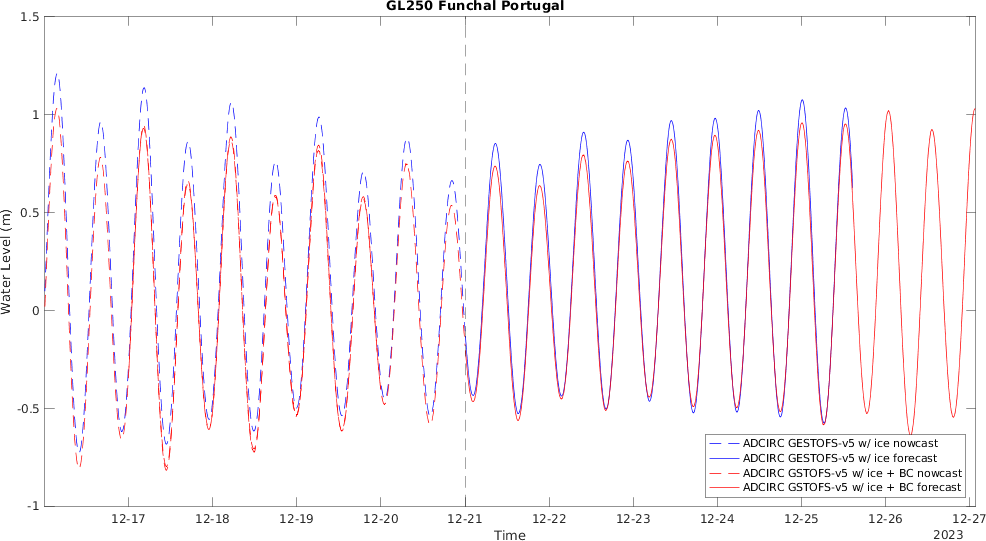 GL250 Funchal Portugal
1.5
1
0.5
0
-0.5
-1
Water Level (m)
ADCIRC GESTOFS-v5 w/ ice nowcast
ADCIRC GESTOFS-v5 w/ ice forecast
ADCIRC GSTOFS-v5 w/ ice + BC nowcast
ADCIRC GSTOFS-v5 w/ ice + BC forecast
12-17 12-18 12-19 12-20 12-21 12-22 12-23 12-24 12-25 12-26 12-27
Time
2023